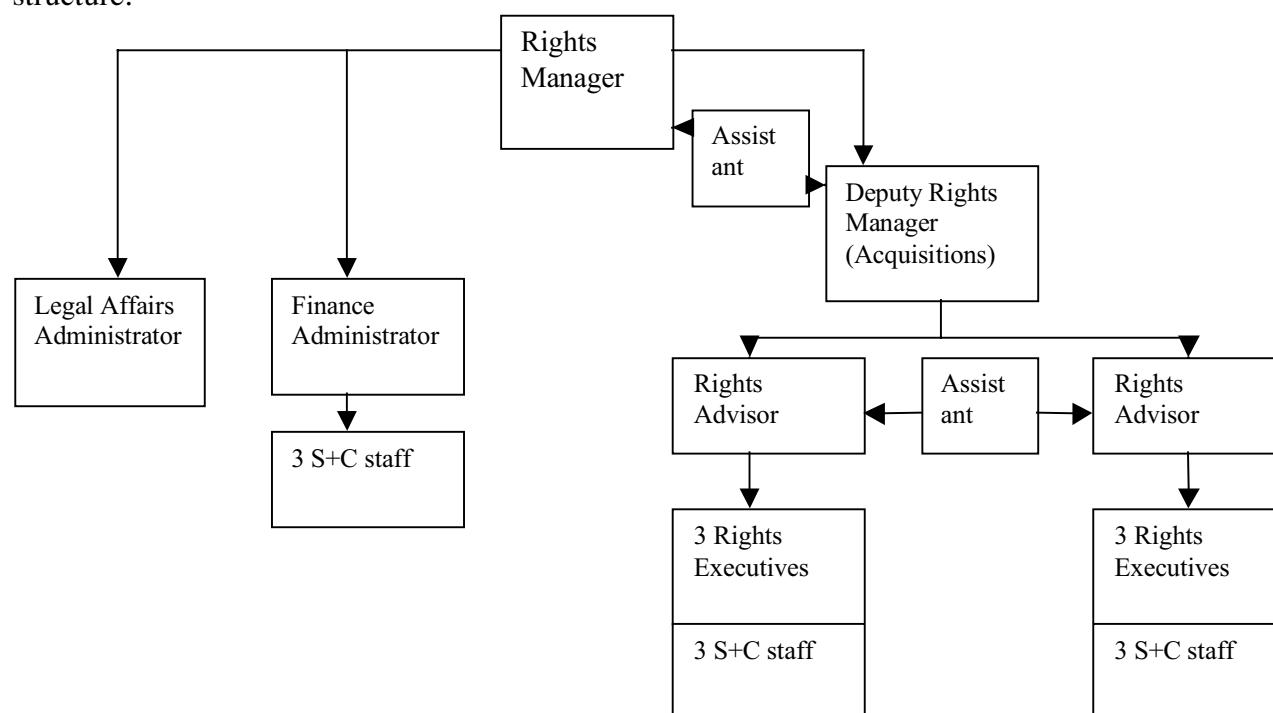 structure:
Rights
Manager
Assist
ant
Deputy Rights
Manager
(Acquisitions)
Legal Affairs
Administrator
Finance
Administrator
3 S+C staff
Rights
Advisor
Assist
ant
Rights
Advisor
3 Rights
Executives
3 S+C staff
3 Rights
Executives
3 S+C staff